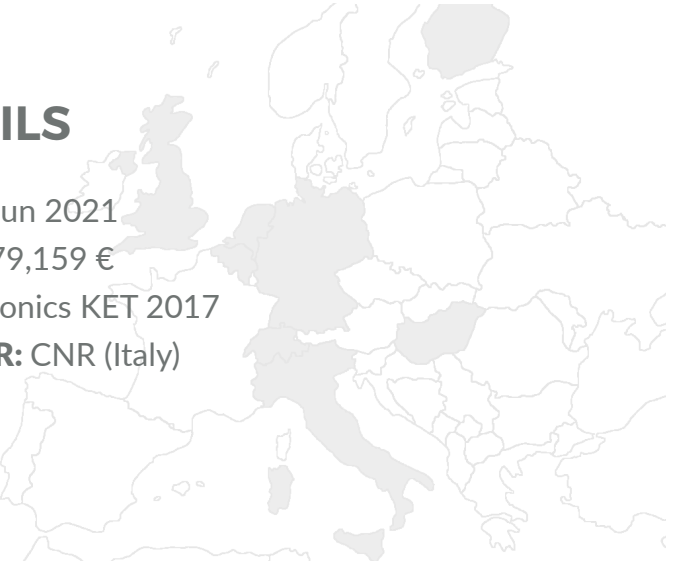 ILS
un 2021
79,159 €
onics KET 2017
R: CNR (Italy)